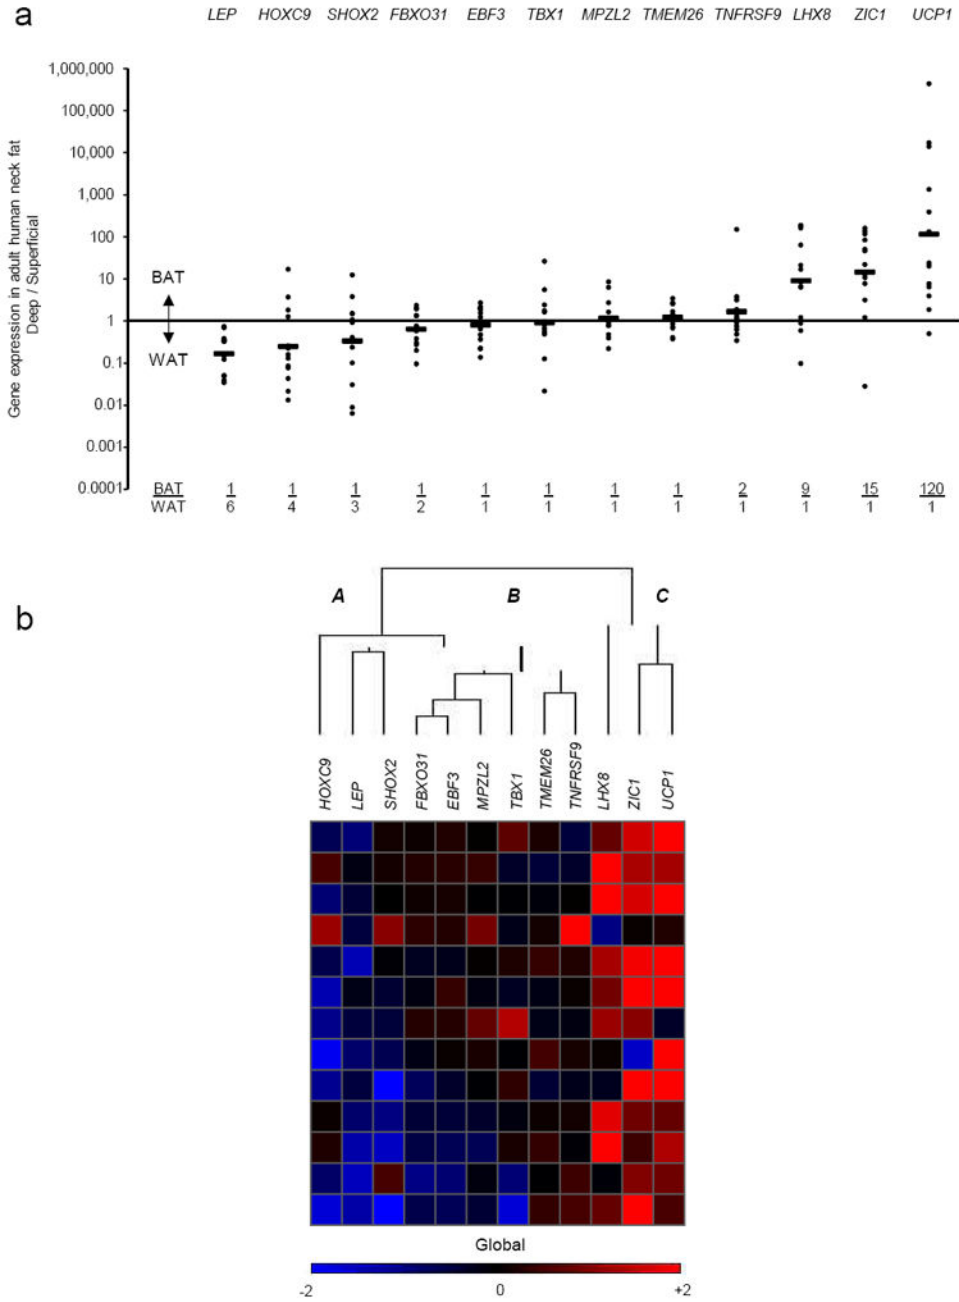 a
LEP HOXC9 SHOX2 FBXO31 EBF3 TBX1 MPZL2 TMEM26 TNFRSF9 LHX8 ZIC1 UCP1
Gene expression in adult human neck fat
Deep / Superficial
1,000,000
100,000
10,000
1,000
100
10
1
0.1
0.01
0.001
0.0001
BAT
WAT
BAT 1 1 1 1 1 1 1 1 2 9 15 120
WAT 6 4 3 2 1 1 1 1 1 1 1 1
b
A B C
HOXC9 LEP SHOX2 FBXO31 EBF3 MPZL2 TBX1 TMEM26 TNFRSF9 LHX8 ZIC1 UCP1
Global
-2 0 +2